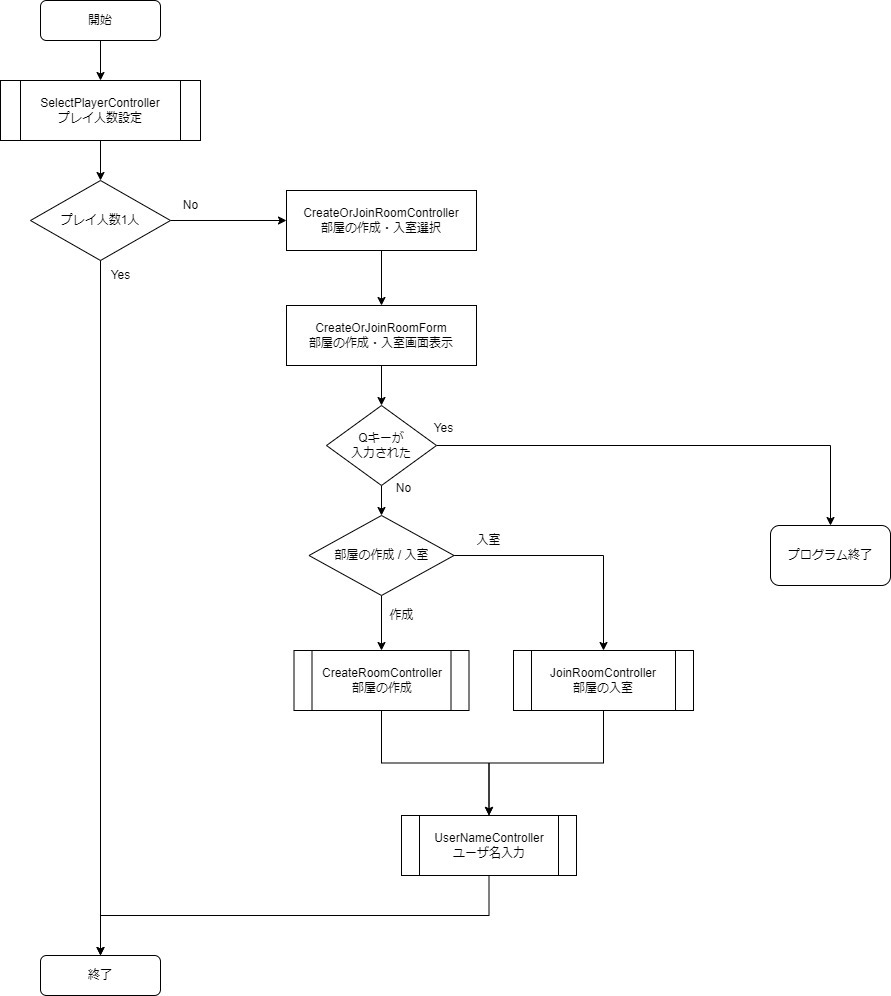 開始
SelectPlayerController
プレイ人数設定
プレイ人数1人
No
Yes
CreateOrJoinRoomController
部屋の作成・入室選択
CreateOrJoinRoomForm
部屋の作成・入室画面表示
Qキーが
入力された
Yes
No
プログラム終了
部屋の作成 / 入室
入室
作成
CreateRoomController
部屋の作成
JoinRoomController
部屋の入室
UserNameController
ユーザ名入力
終了